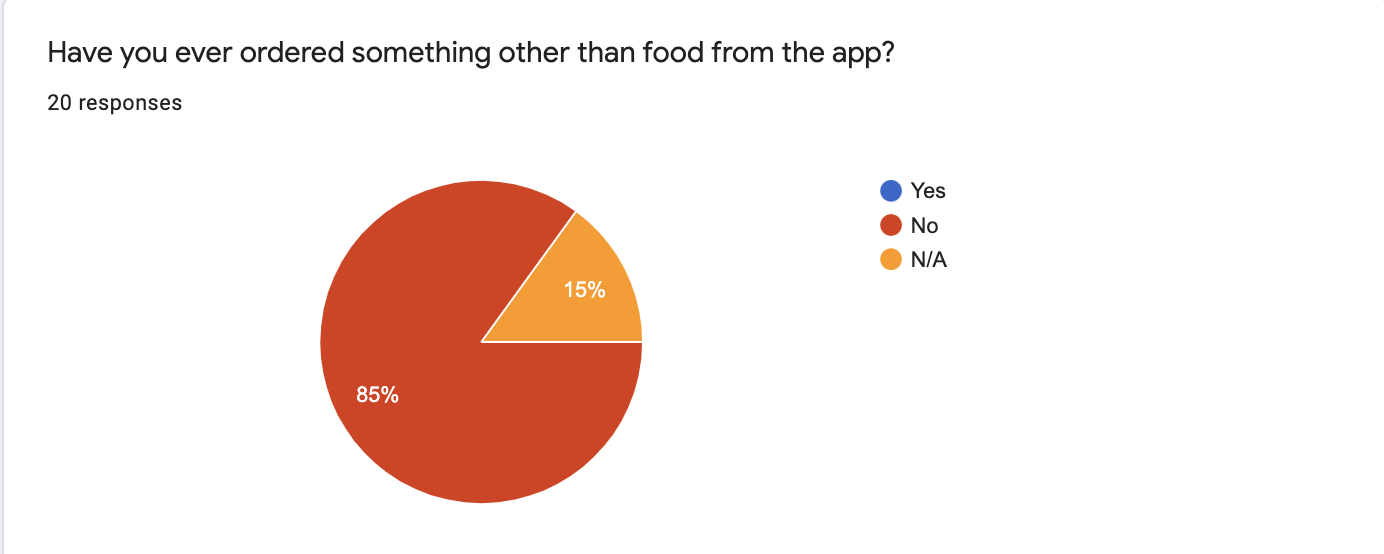 Have you ever ordered something other than food from the app?
20 responses
Yes
No
N/A
15%
85%